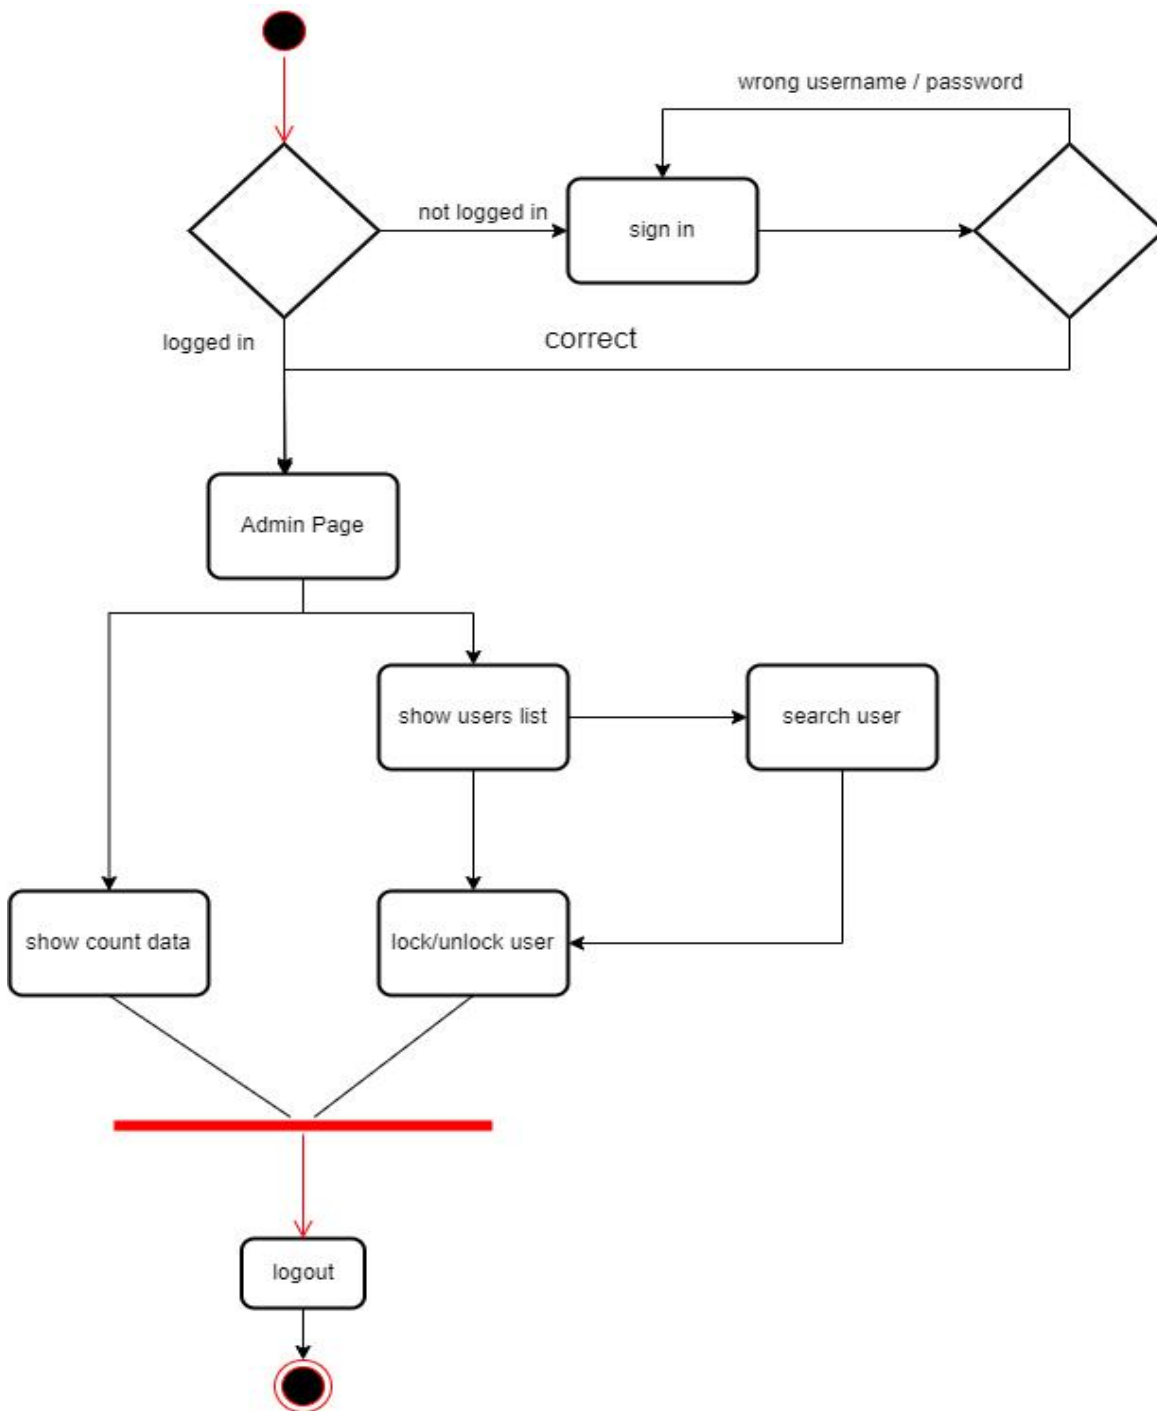 wrong username / password
not logged in
sign in
logged in
correct
Admin Page
show users list
search user
show count data
lock/unlock user
logout